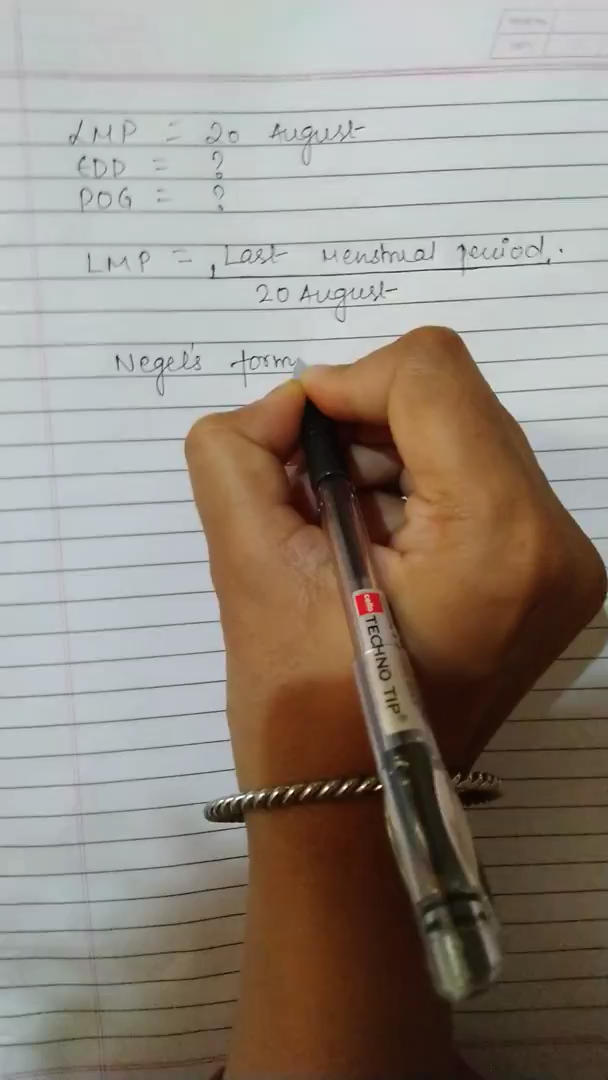 LMP = 20 August
EDD = ?
POG = ?
LMP = Last Menstrual period.
20 August
Negel's form
cello
TECHNO TIP